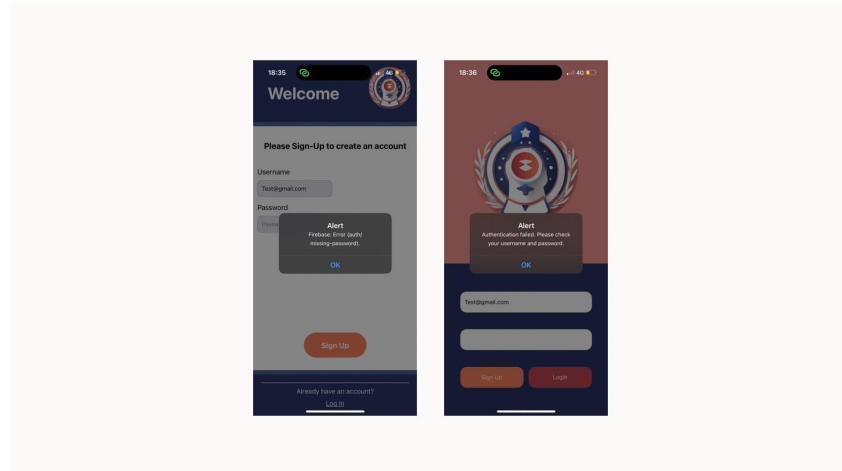 18:35
4G
Welcome
Please Sign-Up to create an account
Username
Test@gmail.com
Password
Alert
Firebase: Error (auth/
missing-password).
OK
Sign Up
Already have an account?
Log In
18:36
4G
Alert
Authentication failed. Please check
your username and password.
OK
Test@gmail.com
Sign Up
Login